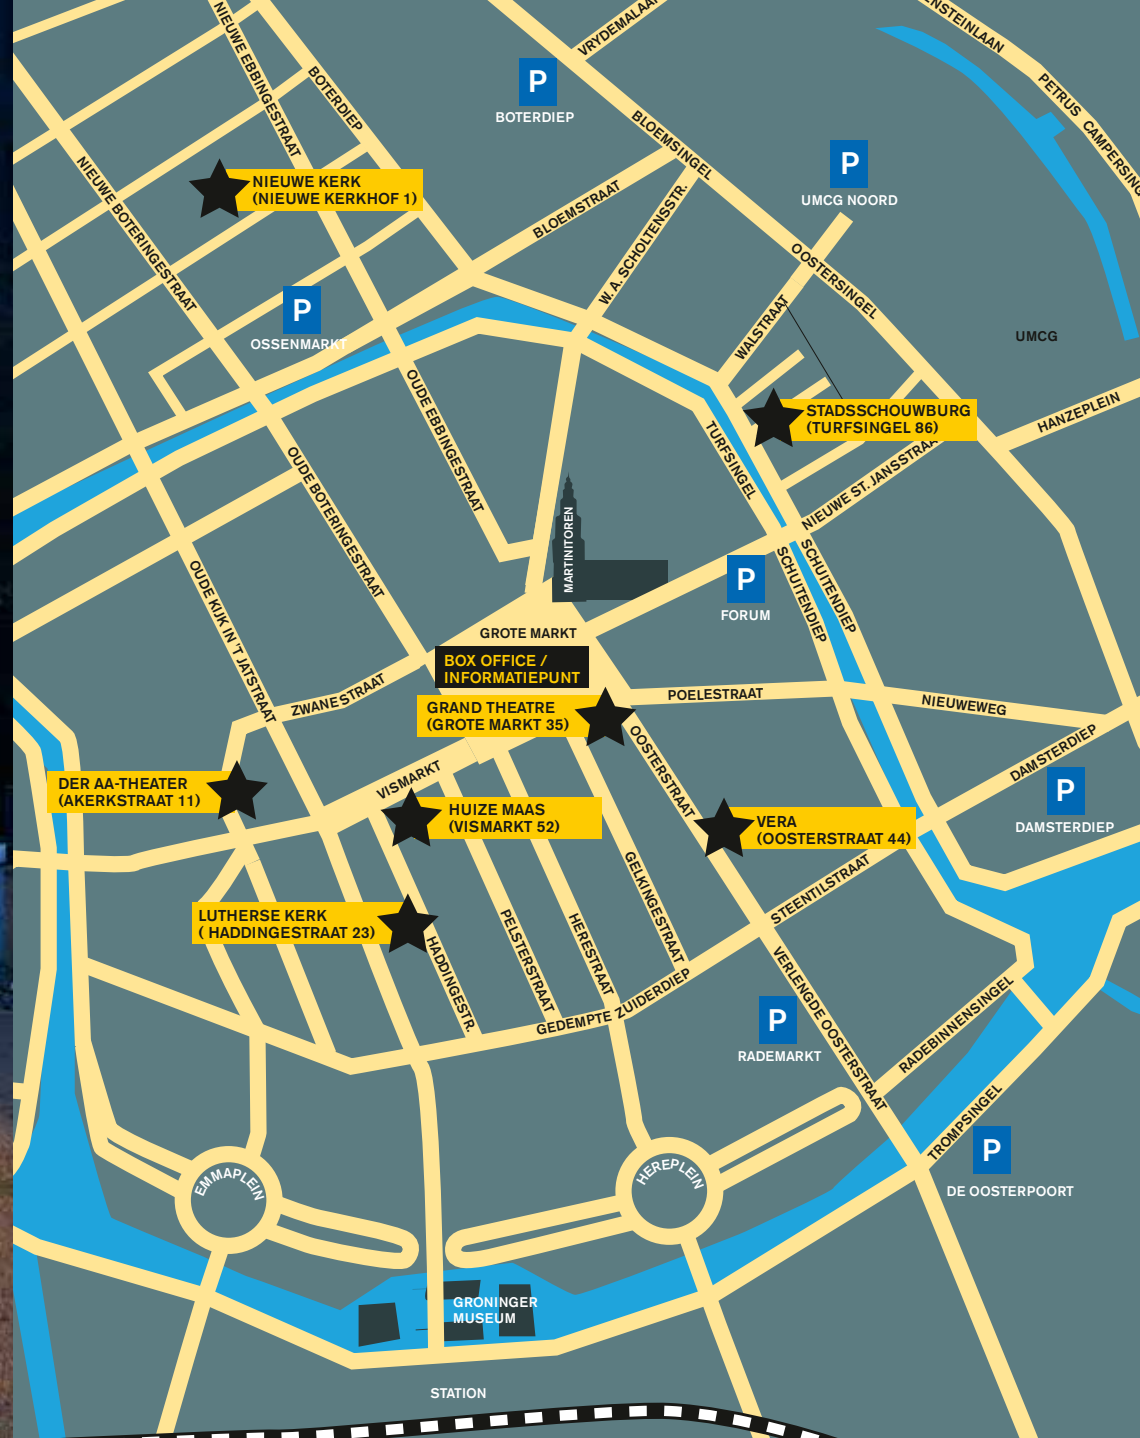 VRYDEMALAAN
ENSTEINLAAN
PETRUS CAMPERSING
NIEUWE EBBINGESTRAAT
BOTERDIEP
P
BOTERDIEP
BLOEMSINGEL
P
UMCG NOORD
NIEUWE BOTERINGESTRAAT
NIEUWE KERK
(NIEUWE KERKHOF 1)
BLOEMSTRAAT
W. A. SCHOLTENSSTR.
OOSTERSINGEL
P
OSSENMARKT
WALSTRAAT
UMCG
OUDE EBBINGESTRAAT
STADSSCHOUWBURG
(TURFSINGEL 86)
HANZEPLEIN
TURFSINGEL
NIEUWE ST. JANSSTRAAT
OUDE BOTERINGESTRAAT
MARTINITOREN
SCHUITENDIEP
SCHUITENDIEP
P
FORUM
OUDE KIJK IN 'T JATSTRAAT
GROTE MARKT
BOX OFFICE /
INFORMATIEPUNT
ZWANESTRAAT
POELESTRAAT
NIEUWEWEG
GRAND THEATRE
(GROTE MARKT 35)
OOSTERSTRAAT
DAMSTERDIEP
P
DAMSTERDIEP
DER AA-THEATER
(AKERKSTRAAT 11)
VISMARKT
HUIZE MAAS
(VISMARKT 52)
VERA
(OOSTERSTRAAT 44)
STEENTILSTRAAT
GELKINGESTRAAT
LUTHERSE KERK
( HADDINGESTRAAT 23)
HADDINGESTR.
PELSTERSTRAAT
HERESTRAAT
GEDEMPTE ZUIDERDIEP
VERLENGDE OOSTERSTRAAT
P
RADEMARKT
RADEBINNENSINGEL
TROMPSINGEL
P
DE OOSTERPOORT
EMMAPLEIN
HEREPLEIN
GRONINGER
MUSEUM
STATION